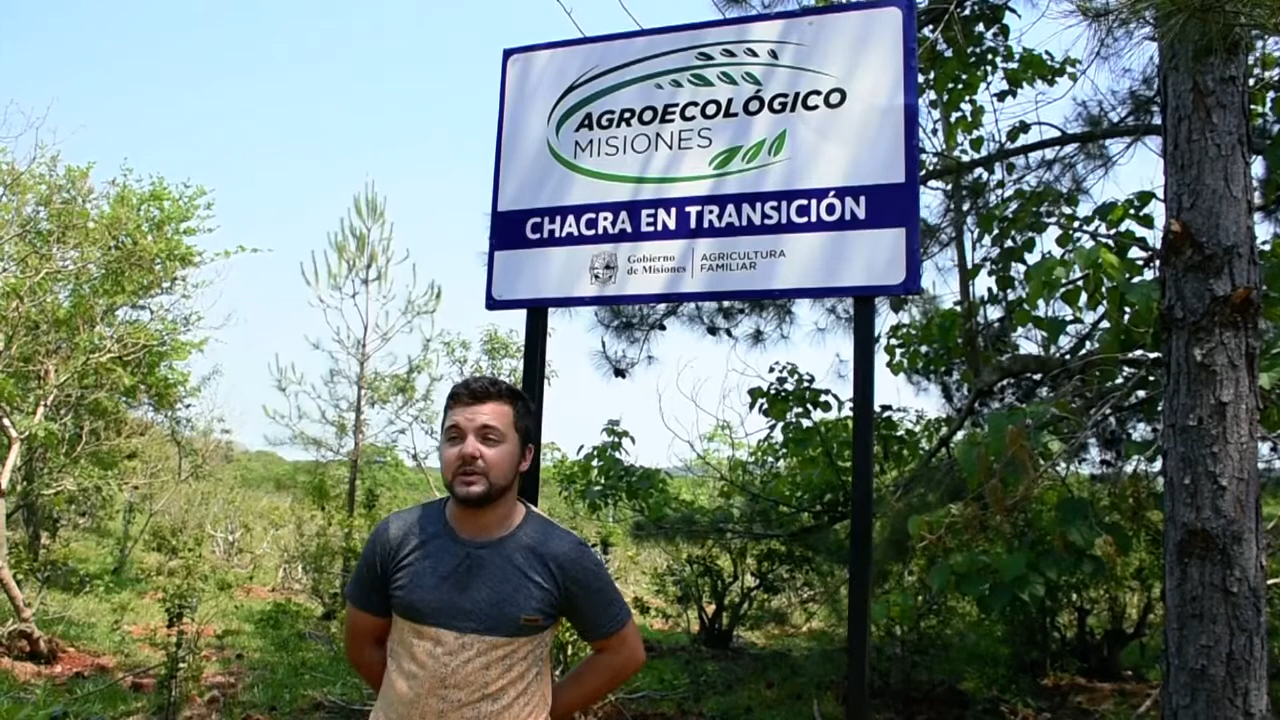 AGROECOLÓGICO
MISIONES
CHACRA EN TRANSICIÓN
Gobierno
de Misiones
AGRICULTURA
FAMILIAR